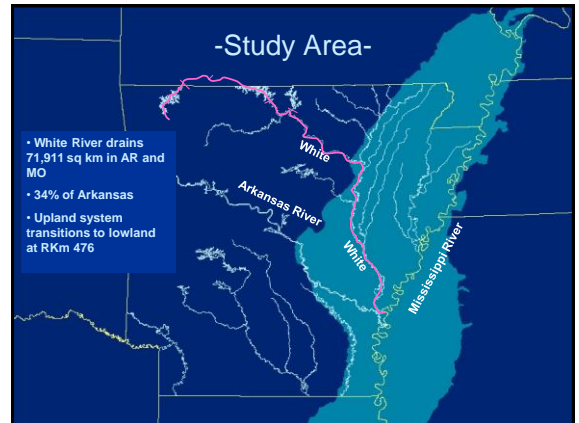 -Study Area-
• White River drains
71,911 sq km in AR and
MO
• 34% of Arkansas
• Upland system
transitions to lowland
at RKm 476
White
Arkansas River
White
Mississippi River